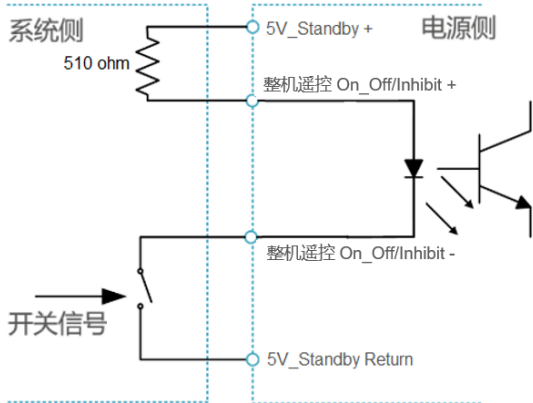 系统侧
5V_Standby +
电源侧
510 ohm
整机遥控 On_Off/Inhibit +
整机遥控 On_Off/Inhibit -
开关信号
5V_Standby Return